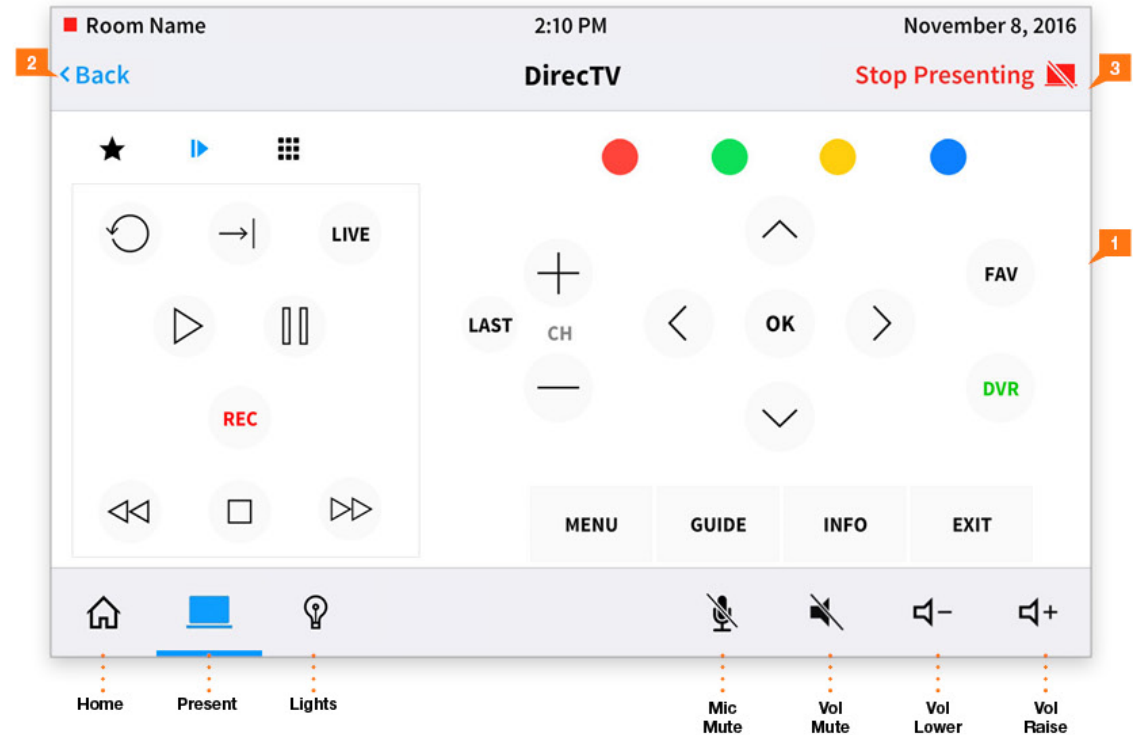 Room Name
2:10 PM
November 8, 2016
2
< Back
DirecTV
Stop Presenting
3
LIVE
1
FAV
LAST
CH
OK
DVR
REC
MENU
GUIDE
INFO
EXIT
Home
Present
Lights
Mic
Mute
Vol
Mute
Vol
Lower
Vol
Raise